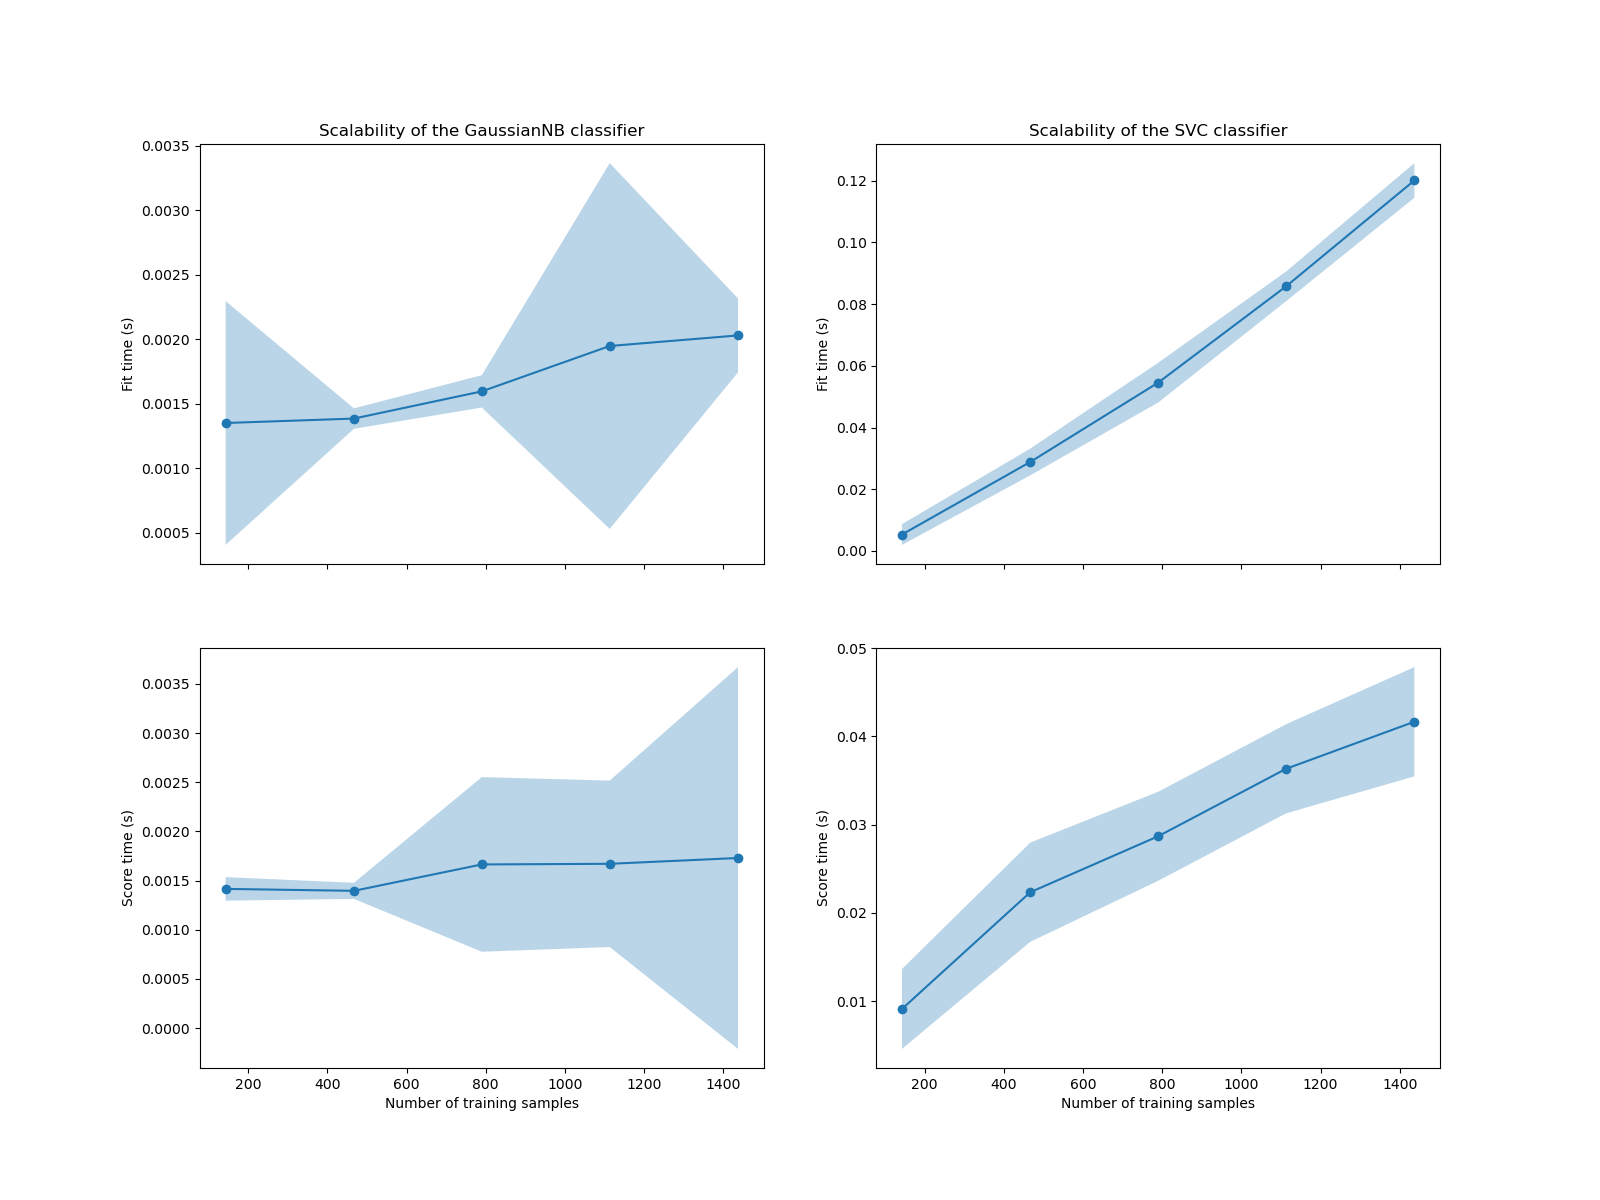 Scalability of the GaussianNB classifier
0.0035
0.0030
0.0025
0.0020
0.0015
0.0010
0.0005
Fit time (s)
Scalability of the SVC classifier
0.12
0.10
0.08
0.06
0.04
0.02
0.00
Fit time (s)
0.0035
0.0030
0.0025
0.0020
0.0015
0.0010
0.0005
0.0000
Score time (s)
200 400 600 800 1000 1200 1400
Number of training samples
0.05
0.04
0.03
0.02
0.01
Score time (s)
200 400 600 800 1000 1200 1400
Number of training samples